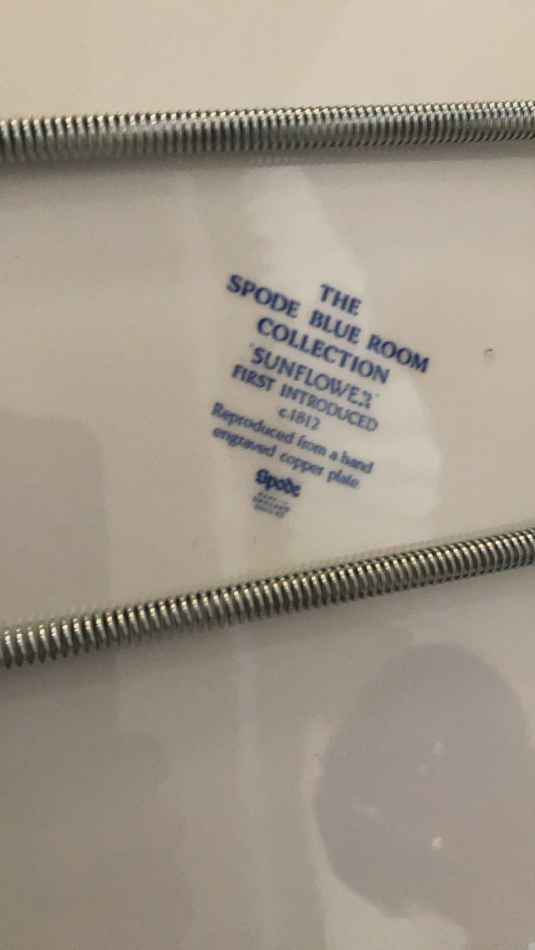 THE
SPODE BLUE ROOM
COLLECTION
'SUNFLOWER'
FIRST INTRODUCED
c.1812
Reproduced from a hand
engraved copper plate
Spode